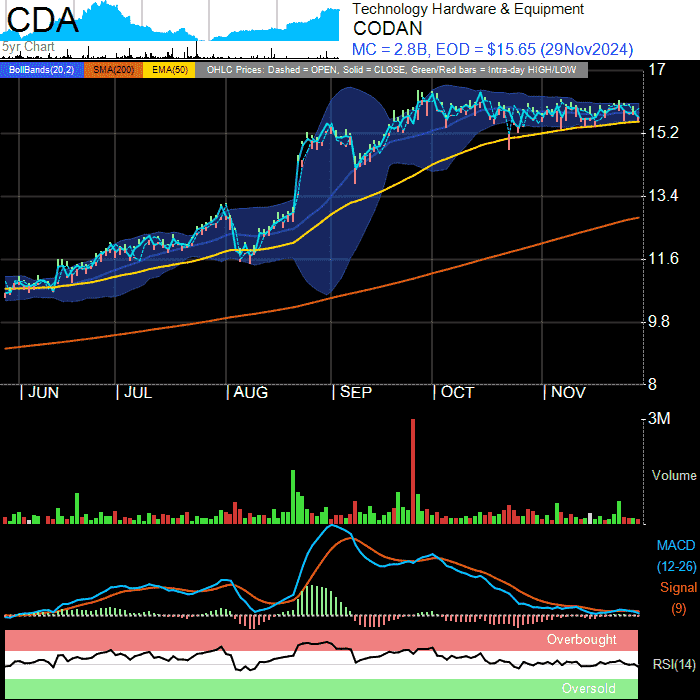 CDA
5yr Chart
Technology Hardware & Equipment
CODAN
MC = 2.8B, EOD = $15.65 (29Nov2024)
BollBands(20,2) SMA(200) EMA(50) OHLC Prices: Dashed = OPEN, Solid = CLOSE, Green/Red bars = Intra-day HIGH/LOW
17
15.2
13.4
11.6
9.8
8
| JUN | JUL | AUG | SEP | OCT | NOV
3M
Volume
MACD
(12-26)
Signal
(9)
Overbought
RSI(14)
Oversold